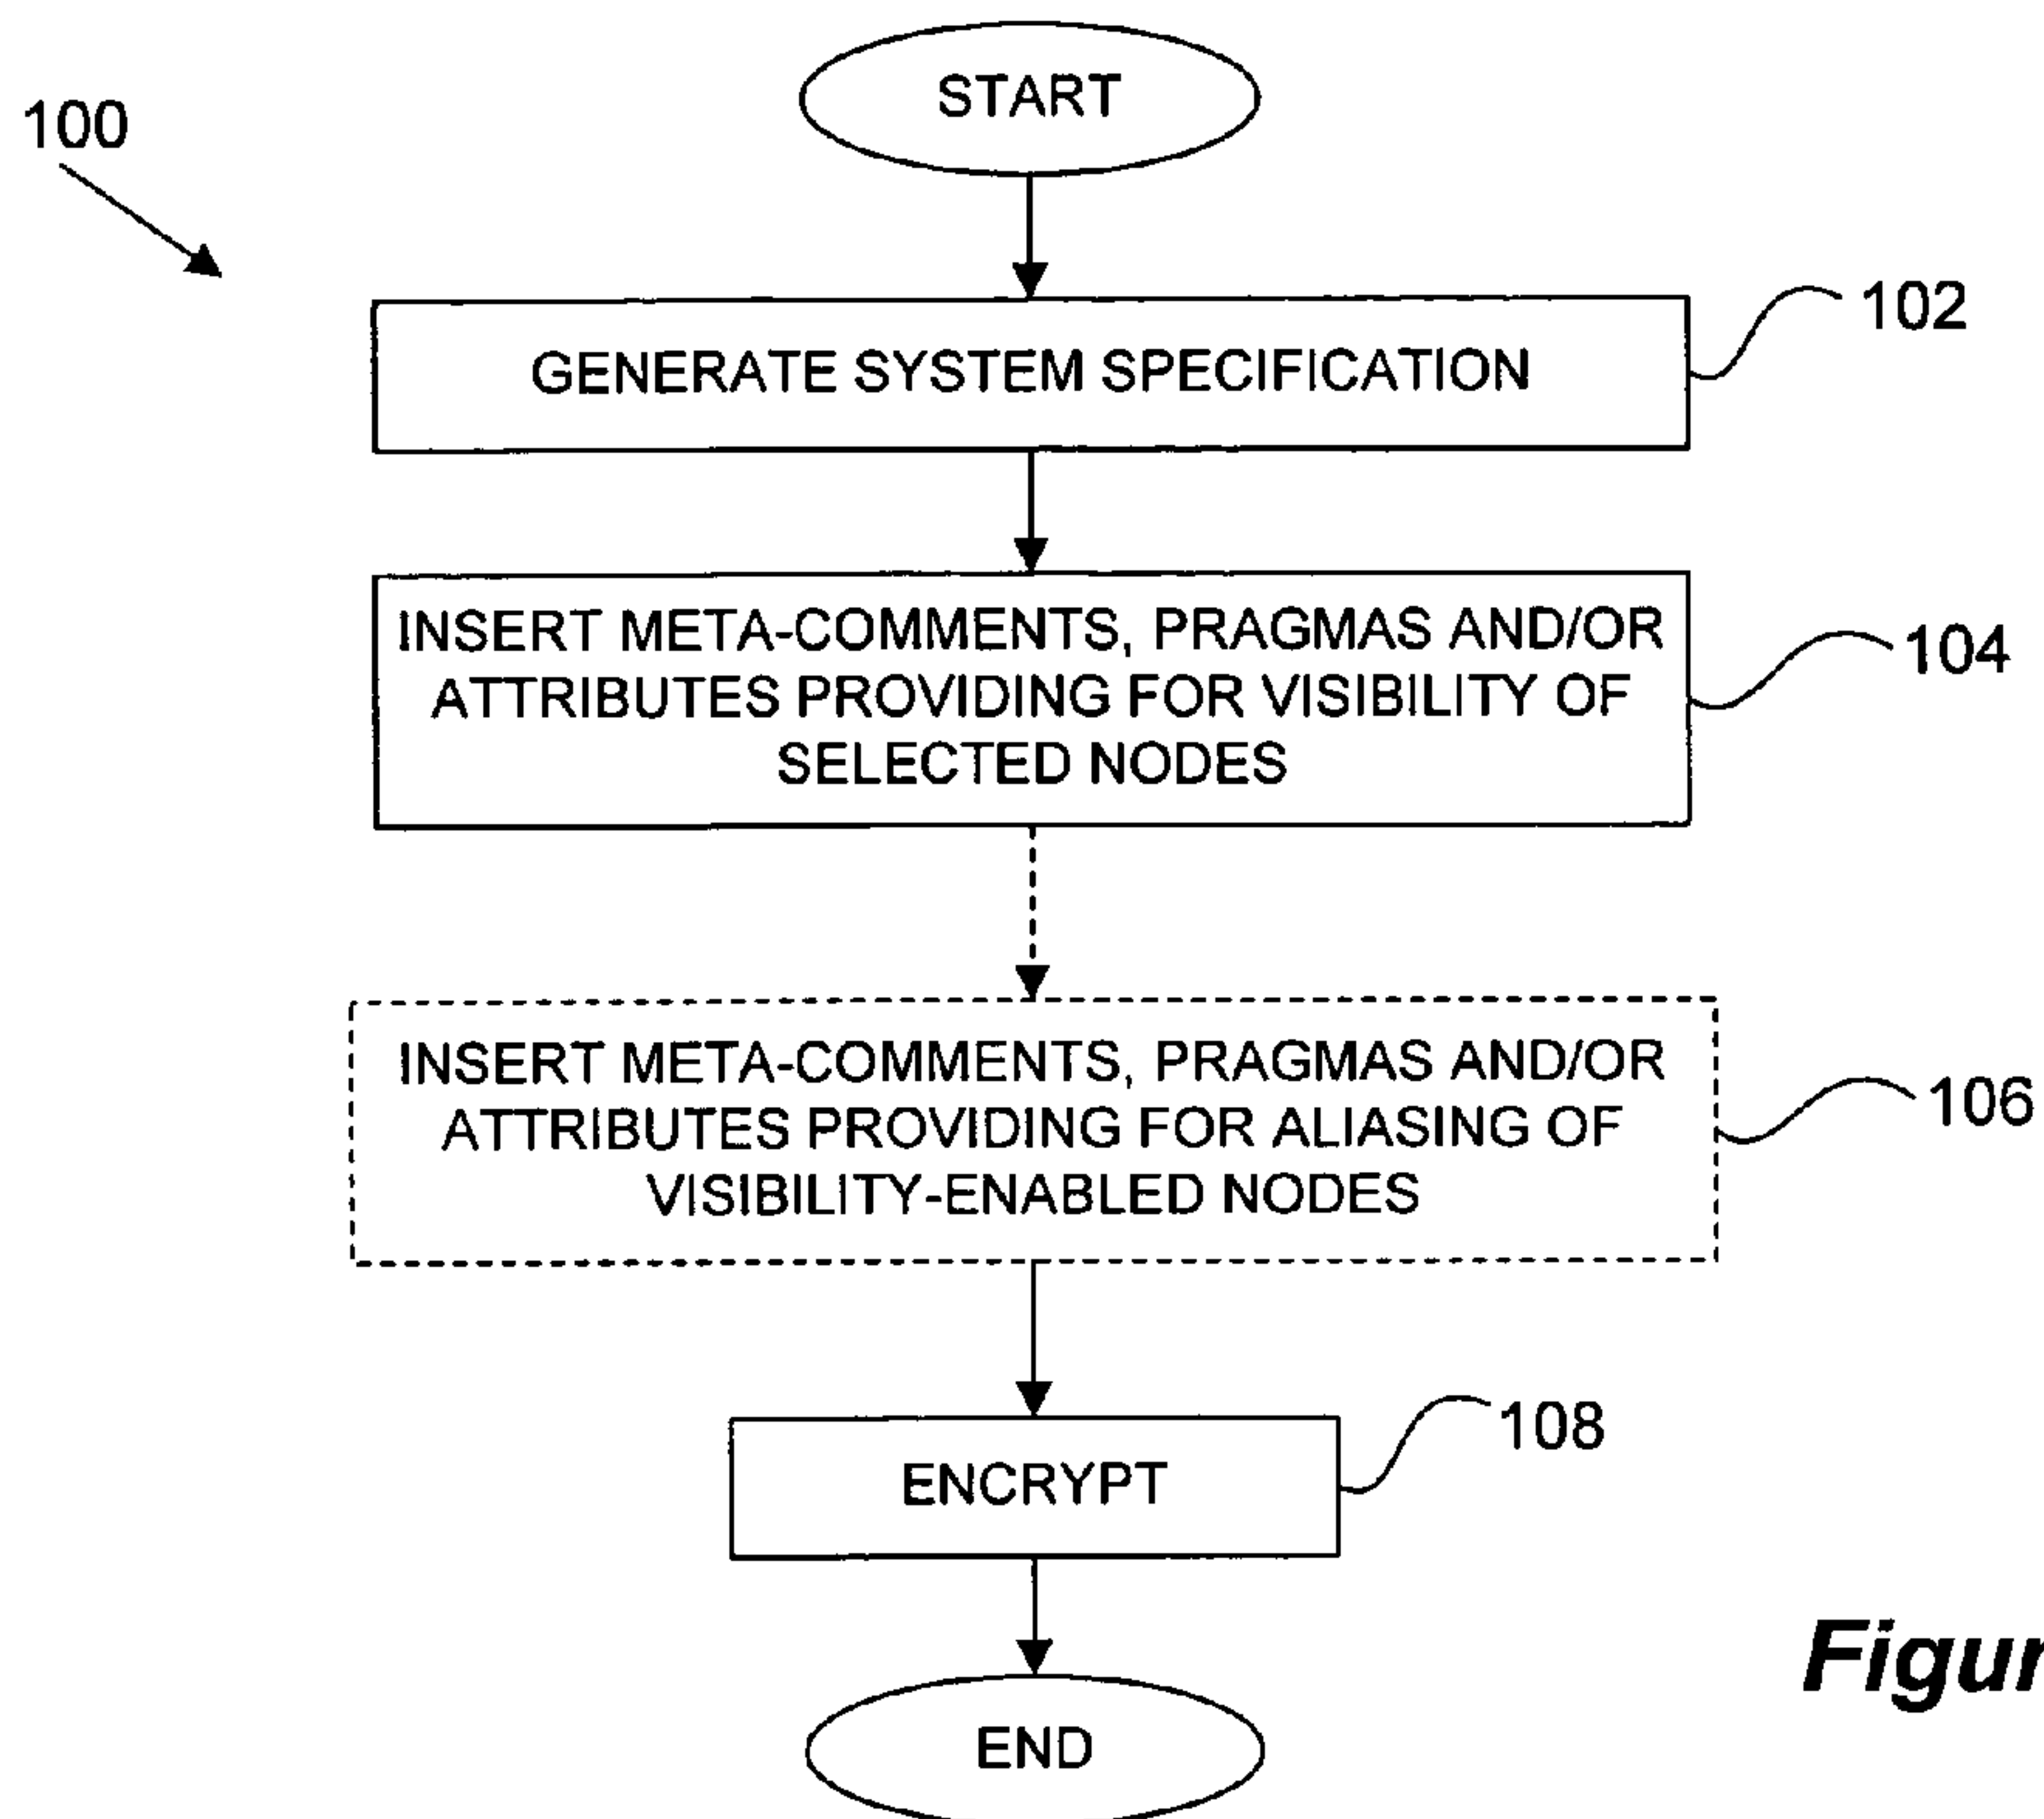 START
100
102
GENERATE SYSTEM SPECIFICATION
INSERT META-COMMENTS, PRAGMAS AND/OR
ATTRIBUTES PROVIDING FOR VISIBILITY OF
SELECTED NODES
104
INSERT META-COMMENTS, PRAGMAS AND/OR
ATTRIBUTES PROVIDING FOR ALIASING OF
VISIBILITY-ENABLED NODES
106
108
ENCRYPT
END